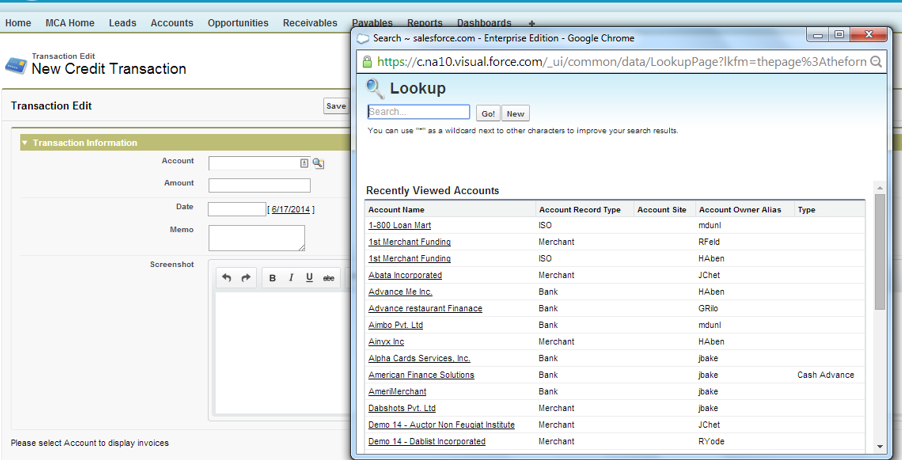 Home MCA Home Leads Accounts Opportunities Receivables Payables Reports Dashboards +
Transaction Edit
New Credit Transaction
Transaction Edit
Save
Transaction Information
Account
Amount
Date [ 6/17/2014 ]
Memo
Screenshot
B I U abc
Please select Account to display invoices
Search ~ salesforce.com - Enterprise Edition - Google Chrome
https://c.na10.visual.force.com/_ui/common/data/LookupPage?lkfm=thepage%3Atheforn
Lookup
Search... Go! New
You can use "*" as a wildcard next to other characters to improve your search results.
Recently Viewed Accounts
Account Name Account Record Type Account Site Account Owner Alias Type
1-800 Loan Mart ISO mdunl
1st Merchant Funding Merchant RFeld
1st Merchant Funding ISO HAben
Abata Incorporated Merchant JChet
Advance Me Inc. Bank HAben
Advance restaurant Finanace Bank GRilo
Aimbo Pvt. Ltd Bank mdunl
Ainvx Inc Merchant HAben
Alpha Cards Services, Inc. Bank jbake
American Finance Solutions Bank jbake Cash Advance
AmeriMerchant Bank jbake
Dabshots Pvt. Ltd Merchant jbake
Demo 14 - Auctor Non Feugiat Institute Merchant JChet
Demo 14 - Dablist Incorporated Merchant RYode